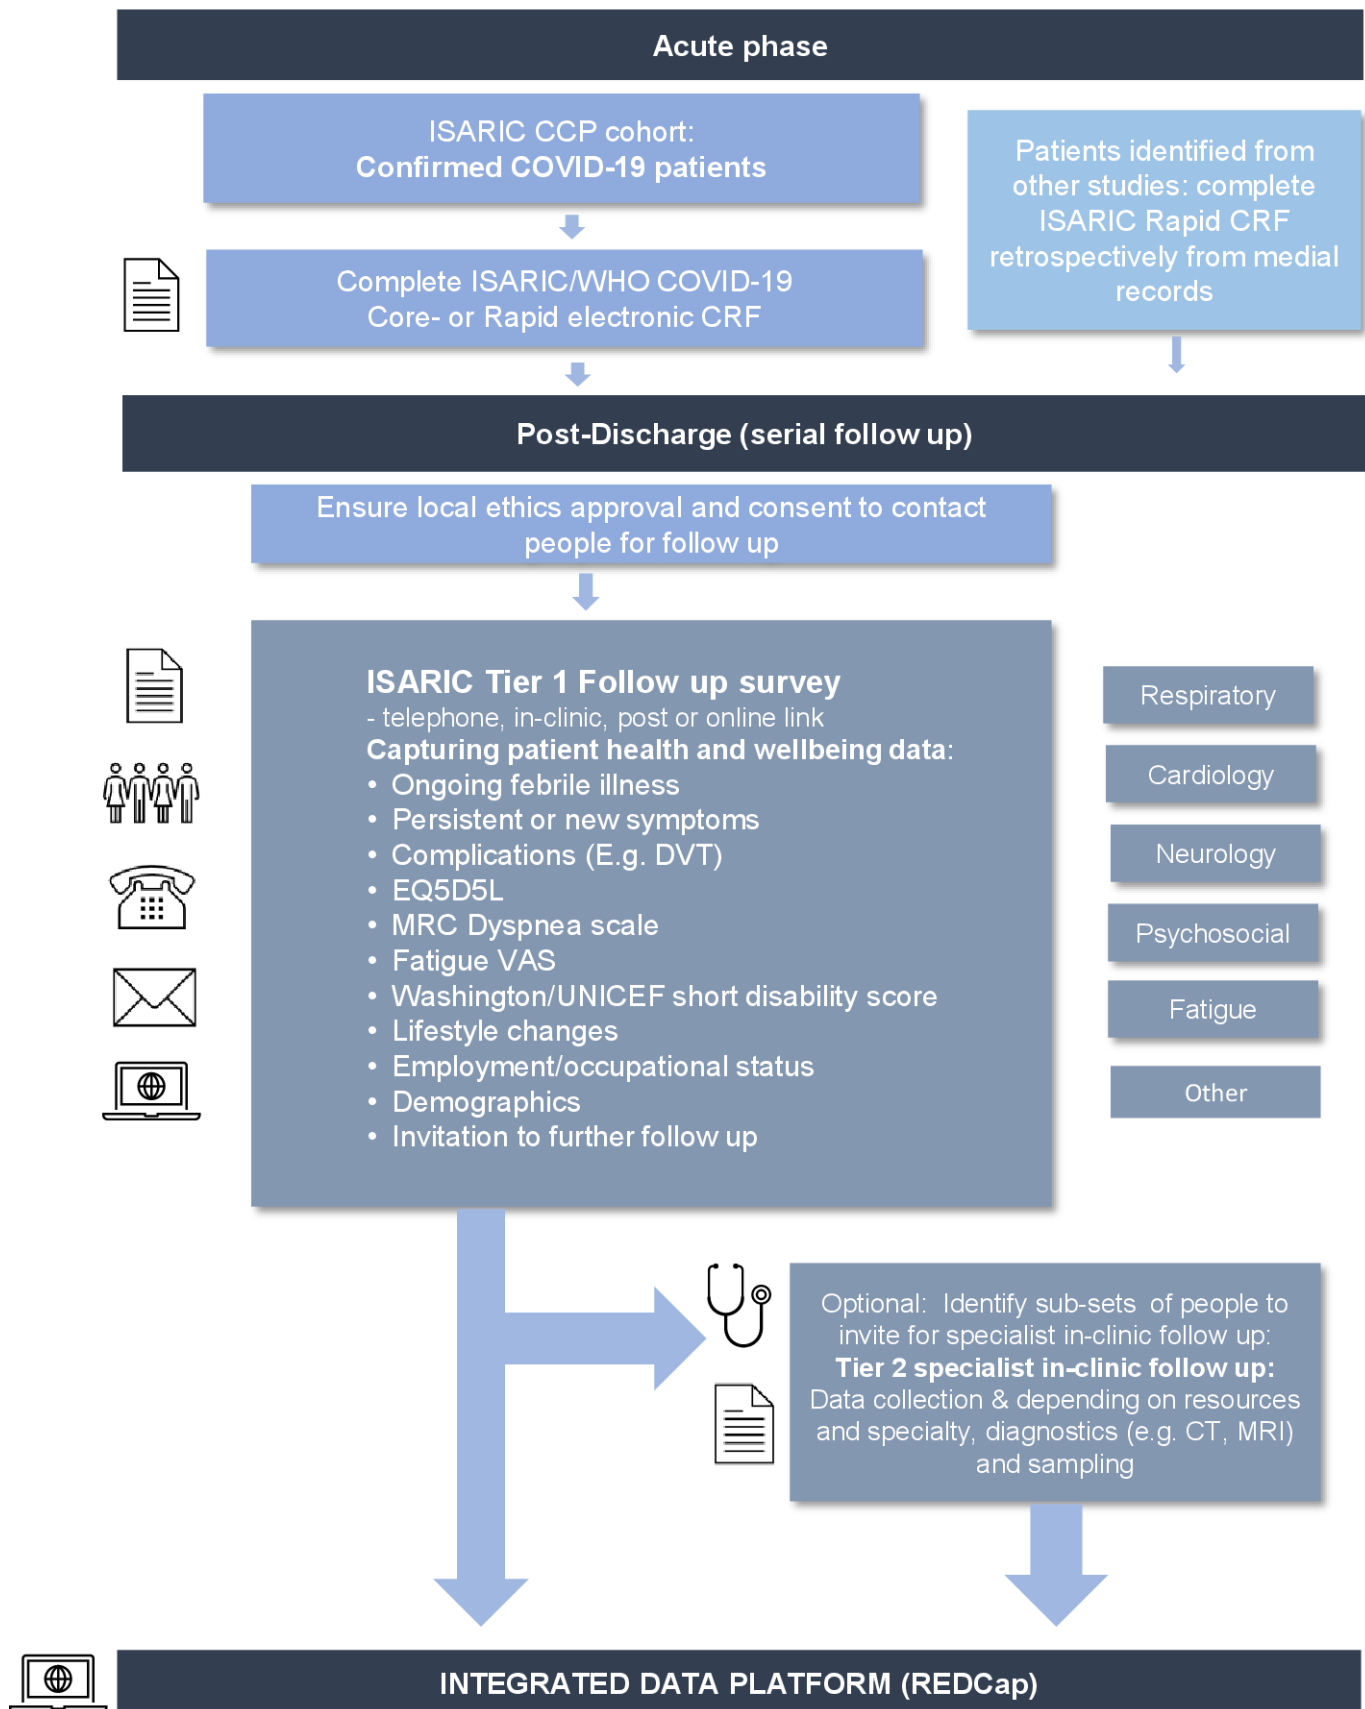 Acute phase
ISARIC CCP cohort:
Confirmed COVID-19 patients
Patients identified from
other studies: complete
ISARIC Rapid CRF
retrospectively from medial
records
Complete ISARIC/WHO COVID-19
Core- or Rapid electronic CRF
Post-Discharge (serial follow up)
Ensure local ethics approval and consent to contact
people for follow up
ISARIC Tier 1 Follow up survey
- telephone, in-clinic, post or online link
Capturing patient health and wellbeing data:
• Ongoing febrile illness
• Persistent or new symptoms
• Complications (E.g. DVT)
• EQ5D5L
• MRC Dyspnea scale
• Fatigue VAS
• Washington/UNICEF short disability score
• Lifestyle changes
• Employment/occupational status
• Demographics
• Invitation to further follow up
Respiratory
Cardiology
Neurology
Psychosocial
Fatigue
Other
Optional: Identify sub-sets of people to
invite for specialist in-clinic follow up:
Tier 2 specialist in-clinic follow up:
Data collection & depending on resources
and specialty, diagnostics (e.g. CT, MRI)
and sampling
INTEGRATED DATA PLATFORM (REDCap)